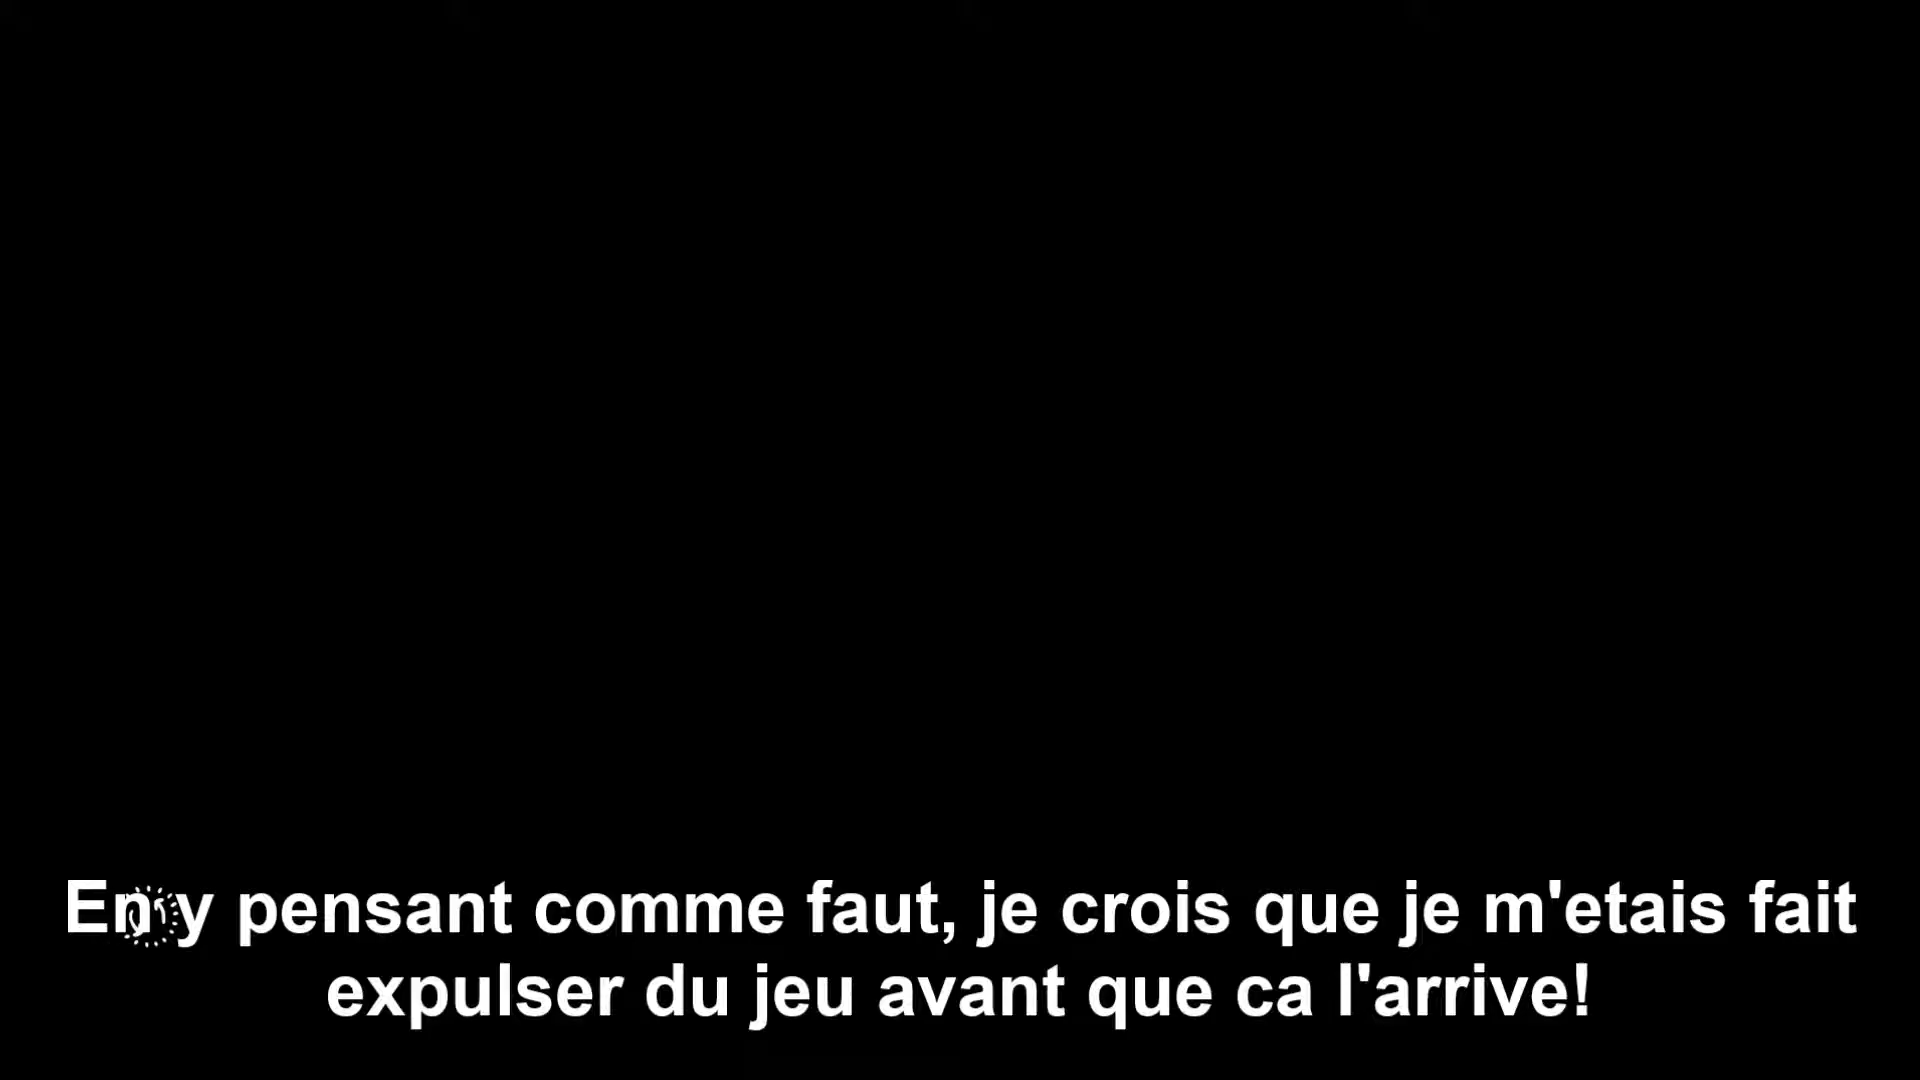 En y pensant comme faut, je crois que je m'etais fait
expulser du jeu avant que ca l'arrive!